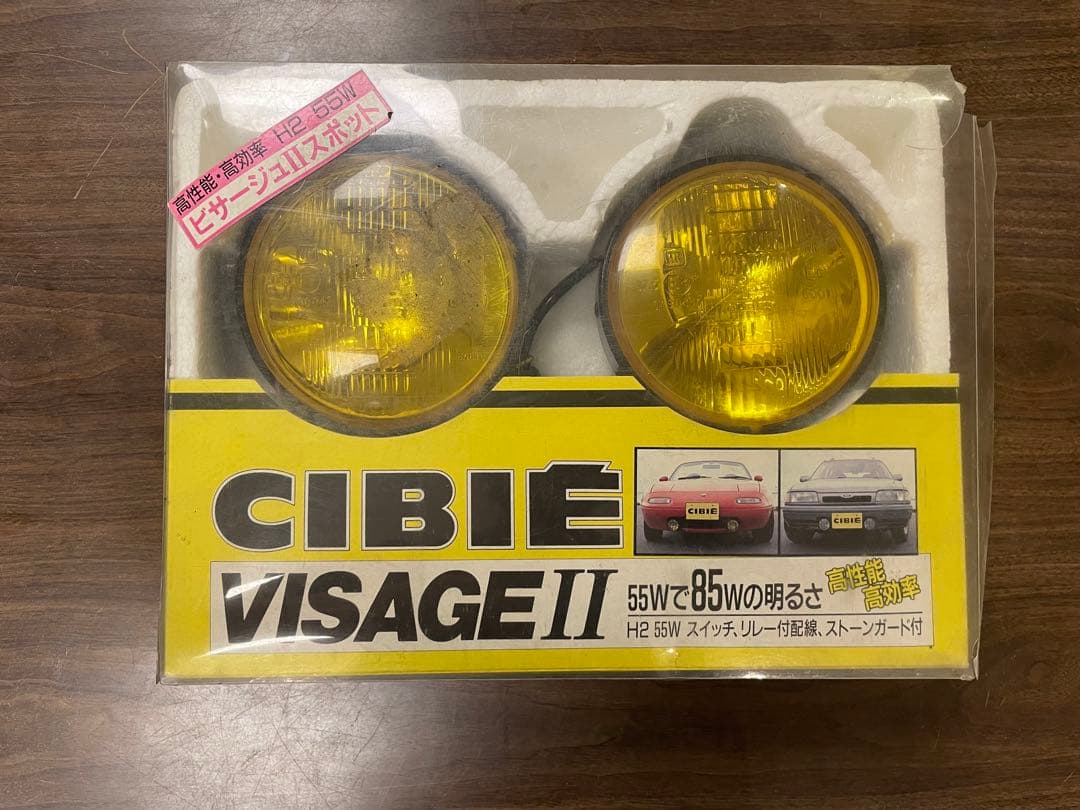 高性能・高効率 H2 55W
ビサージュIIスポット
CIBIÉ
CIBIÉ
CIBIÉ
VISAGE II
55Wで85Wの明るさ
高性能
高効率
H2 55W スイッチ、リレー付配線、ストーンガード付